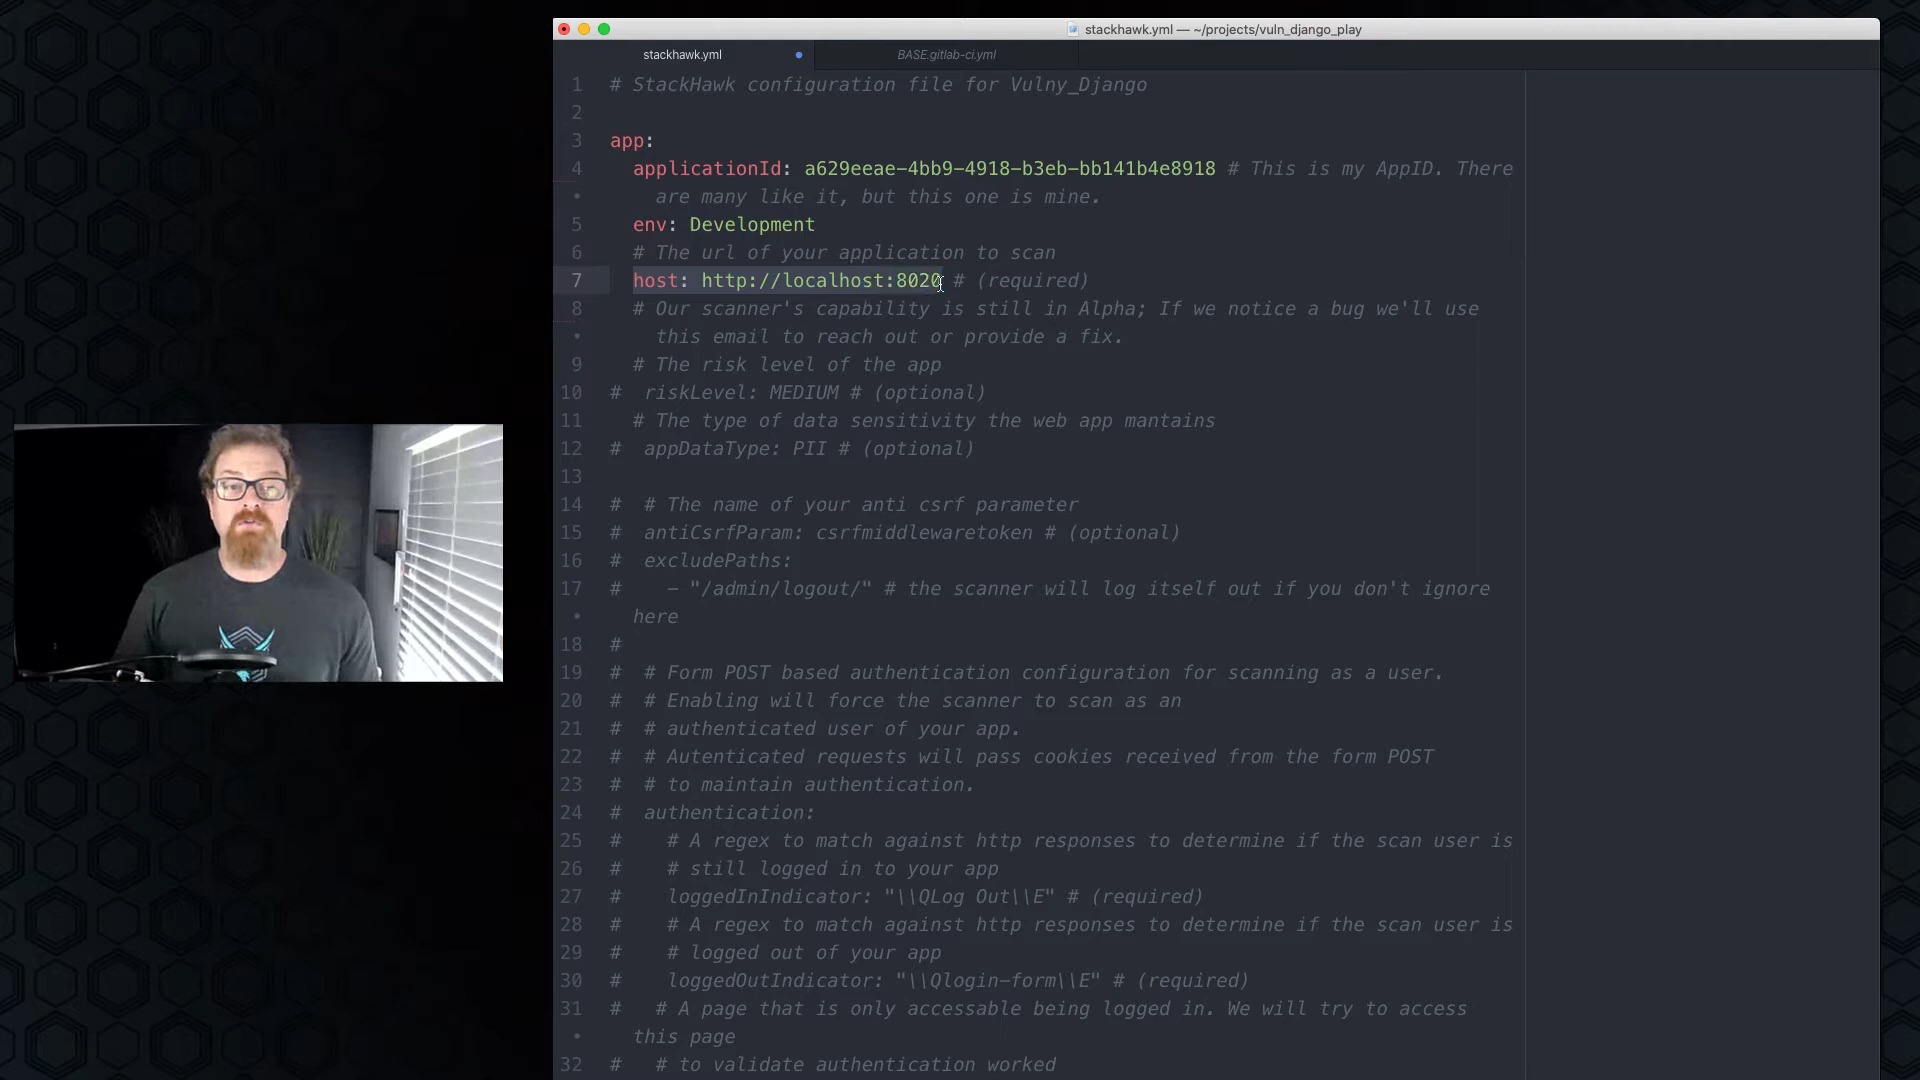 stackhawk.yml — ~/projects/vuln_django_play
stackhawk.yml
BASE.gitlab-ci.yml
1 # StackHawk configuration file for Vulny_Django
2
3 app:
4 applicationId: a629eeae-4bb9-4918-b3eb-bb141b4e8918 # This is my AppID. There
• are many like it, but this one is mine.
5 env: Development
6 # The url of your application to scan
7 host: http://localhost:8020 # (required)
8 # Our scanner's capability is still in Alpha; If we notice a bug we'll use
• this email to reach out or provide a fix.
9 # The risk level of the app
10 # riskLevel: MEDIUM # (optional)
11 # The type of data sensitivity the web app mantains
12 # appDataType: PII # (optional)
13
14 # # The name of your anti csrf parameter
15 # antiCsrfParam: csrfmiddlewaretoken # (optional)
16 # excludePaths:
17 # - "/admin/logout/" # the scanner will log itself out if you don't ignore
• here
18 #
19 # # Form POST based authentication configuration for scanning as a user.
20 # # Enabling will force the scanner to scan as an
21 # # authenticated user of your app.
22 # # Autenticated requests will pass cookies received from the form POST
23 # # to maintain authentication.
24 # authentication:
25 # # A regex to match against http responses to determine if the scan user is
26 # # still logged in to your app
27 # loggedInIndicator: "\\QLog Out\\E" # (required)
28 # # A regex to match against http responses to determine if the scan user is
29 # # logged out of your app
30 # loggedOutIndicator: "\\Qlogin-form\\E" # (required)
31 # # A page that is only accessable being logged in. We will try to access
• this page
32 # # to validate authentication worked